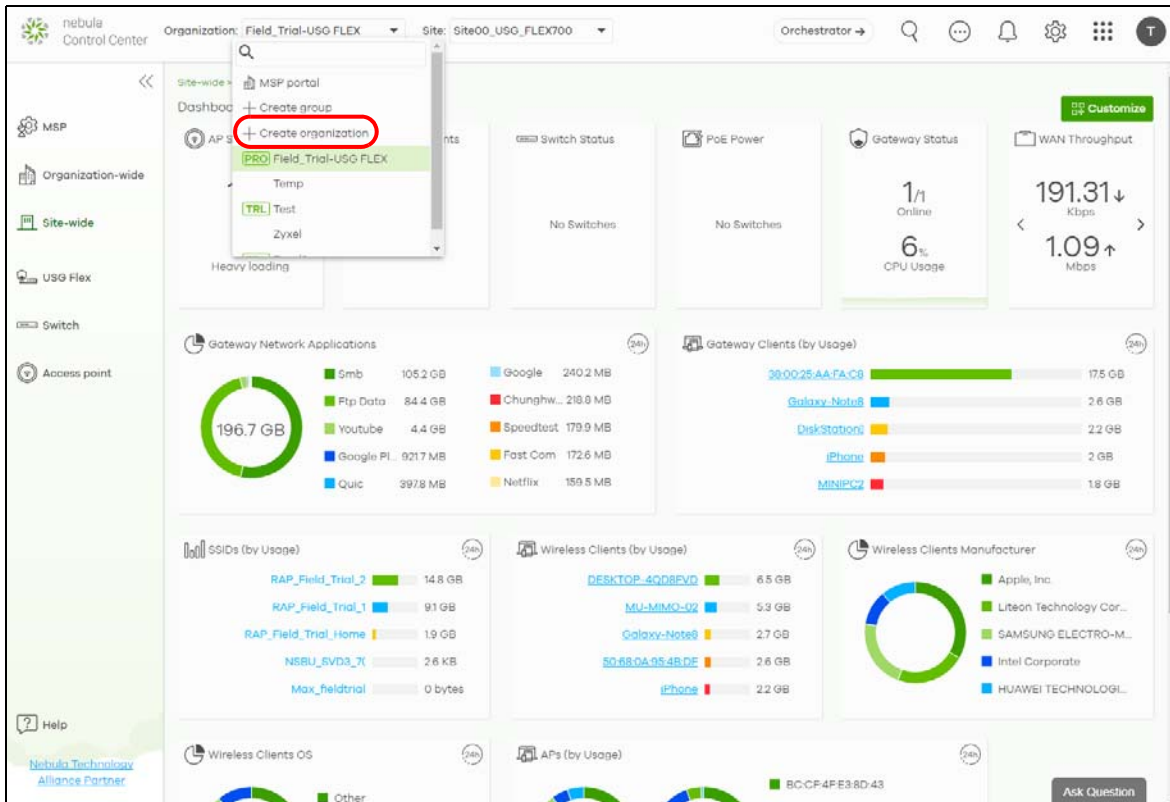 nebula
Control Center
Organization: Field_Trial-USG FLEX
Site: Site00_USG_FLEX700
Orchestrator →
T
MSP portal
+ Create group
+ Create organization
PRO Field_Trial-USG FLEX
Temp
TRL Test
Zyxel
MSP
Organization-wide
Site-wide
USG Flex
Switch
Access point
Help
Nebula Technology
Alliance Partner
Site-wide
Customize
Heavy loading
Switch Status
No Switches
PoE Power
No Switches
Gateway Status
1/1
Online
6%
CPU Usage
WAN Throughput
191.31↓
Kbps
1.09↑
Mbps
Gateway Network Applications
24h
196.7 GB
Smb 105.2 GB
Ftp Data 84.4 GB
Youtube 4.4 GB
Google Pl... 921.7 MB
Quic 397.8 MB
Google 240.2 MB
Chunghw... 218.8 MB
Speedtest 179.9 MB
Fast Com 172.6 MB
Netflix 159.5 MB
Gateway Clients (by Usage)
24h
38:00:25:AA:FA:C8 17.5 GB
Galaxy-Note8 2.6 GB
2.2 GB
iPhone 2 GB
MINIPC2 1.8 GB
SSIDs (by Usage)
24h
RAP_Field_Trial_2 14.8 GB
RAP_Field_Trial_1 9.1 GB
RAP_Field_Trial_Home 1.9 GB
2.6 KB
Max_fieldtrial 0 bytes
Wireless Clients (by Usage)
24h
DESKTOP-4QD8FVD 6.5 GB
MU-MIMO-02 5.3 GB
Galaxy-Note8 2.7 GB
50:68:0A:95:4B:DF 2.6 GB
iPhone 2.2 GB
Wireless Clients Manufacturer
24h
Apple, Inc.
Liteon Technology Cor...
SAMSUNG ELECTRO-M...
Intel Corporate
HUAWEI TECHNOLOGI...
Wireless Clients OS
24h
Other
APs (by Usage)
24h
BC:CF:4F:E3:8D:43
Ask Question